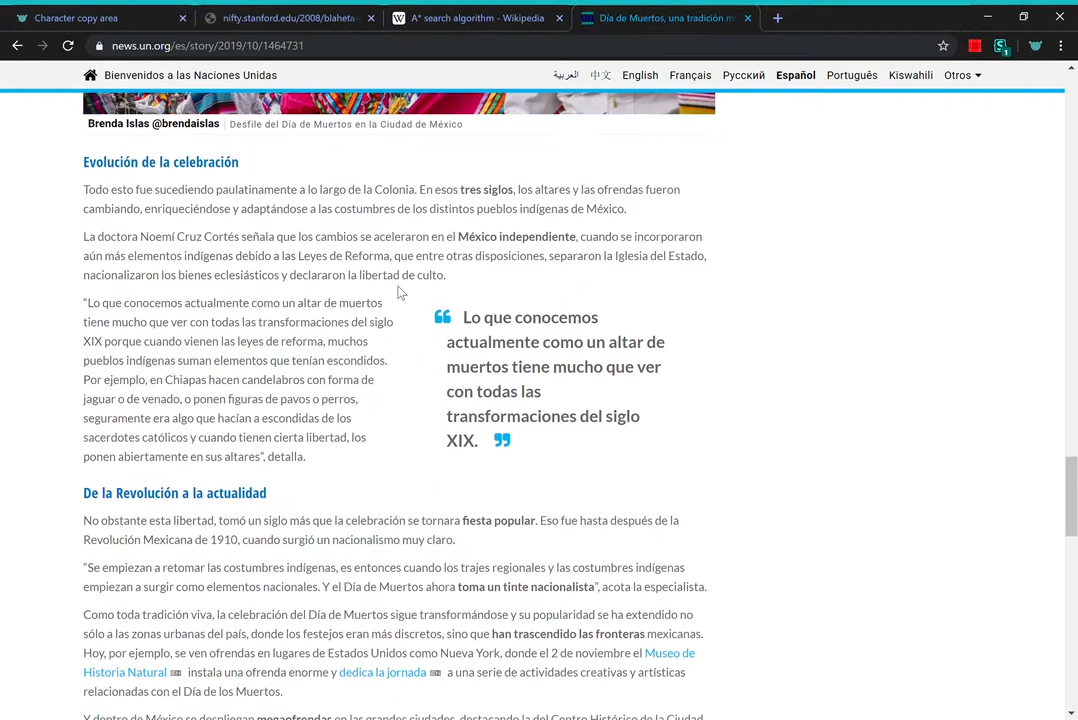 Character copy area
nifty.stanford.edu/2008/blaheta-
A* search algorithm - Wikipedia
Día de Muertos, una tradición m
news.un.org/es/story/2019/10/1464731
Bienvenidos a las Naciones Unidas
العربية 中文 English Français Русский Español Português Kiswahili Otros
Brenda Islas @brendaislas Desfile del Día de Muertos en la Ciudad de México
Evolución de la celebración
Todo esto fue sucediendo paulatinamente a lo largo de la Colonia. En esos tres siglos, los altares y las ofrendas fueron
cambiando, enriqueciéndose y adaptándose a las costumbres de los distintos pueblos indígenas de México.
La doctora Noemí Cruz Cortés señala que los cambios se aceleraron en el México independiente, cuando se incorporaron
aún más elementos indígenas debido a las Leyes de Reforma, que entre otras disposiciones, separaron la Iglesia del Estado,
nacionalizaron los bienes eclesiásticos y declararon la libertad de culto.
“Lo que conocemos actualmente como un altar de muertos
tiene mucho que ver con todas las transformaciones del siglo
XIX porque cuando vienen las leyes de reforma, muchos
pueblos indígenas suman elementos que tenían escondidos.
Por ejemplo, en Chiapas hacen candelabros con forma de
jaguar o de venado, o ponen figuras de pavos o perros,
seguramente era algo que hacían a escondidas de los
sacerdotes católicos y cuando tienen cierta libertad, los
ponen abiertamente en sus altares”, detalla.
“ Lo que conocemos
actualmente como un altar de
muertos tiene mucho que ver
con todas las
transformaciones del siglo
XIX. ”
De la Revolución a la actualidad
No obstante esta libertad, tomó un siglo más que la celebración se tornara fiesta popular. Eso fue hasta después de la
Revolución Mexicana de 1910, cuando surgió un nacionalismo muy claro.
“Se empiezan a retomar las costumbres indígenas, es entonces cuando los trajes regionales y las costumbres indígenas
empiezan a surgir como elementos nacionales. Y el Día de Muertos ahora toma un tinte nacionalista”, acota la especialista.
Como toda tradición viva, la celebración del Día de Muertos sigue transformándose y su popularidad se ha extendido no
sólo a las zonas urbanas del país, donde los festejos eran más discretos, sino que han trascendido las fronteras mexicanas.
Hoy, por ejemplo, se ven ofrendas en lugares de Estados Unidos como Nueva York, donde el 2 de noviembre el Museo de
Historia Natural instala una ofrenda enorme y dedica la jornada a una serie de actividades creativas y artísticas
relacionadas con el Día de los Muertos.
Y dentro de México se despliegan megaofrendas en las grandes ciudades, destacando la del Centro Histórico de la Ciudad